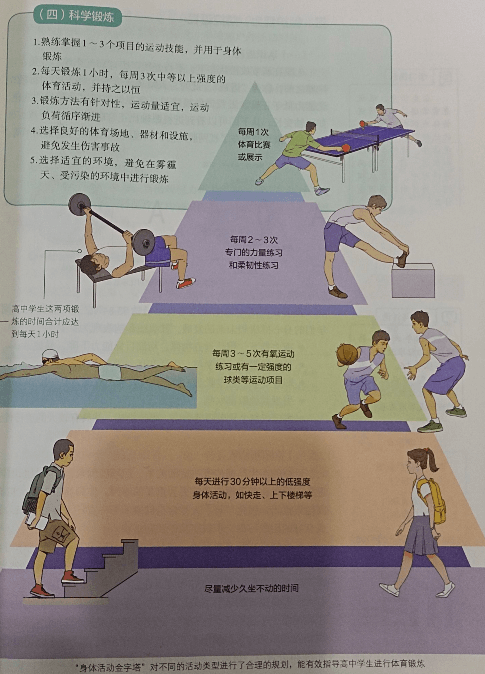 （四）科学锻炼
1.熟练掌握1～3个项目的运动技能，并用于身体
锻炼
2.每天锻炼1小时，每周3次中等以上强度的
体育活动，并持之以恒
3.锻炼方法有针对性，运动量适宜，运动
负荷循序渐进
4.选择良好的体育场地、器材和设施，
避免发生伤害事故
5.选择适宜的环境，避免在雾霾
天、受污染的环境中进行锻炼
每周1次
体育比赛
或展示
每周2～3次
专门的力量练习
和柔韧性练习
高中学生这两项锻
炼的时间合计应达
到每天1小时
每周3～5次有氧运动
练习或有一定强度的
球类等运动项目
每天进行30分钟以上的低强度
身体活动，如快走、上下楼梯等
尽量减少久坐不动的时间
“身体活动金字塔”对不同的活动类型进行了合理的规划，能有效指导高中学生进行体育锻炼